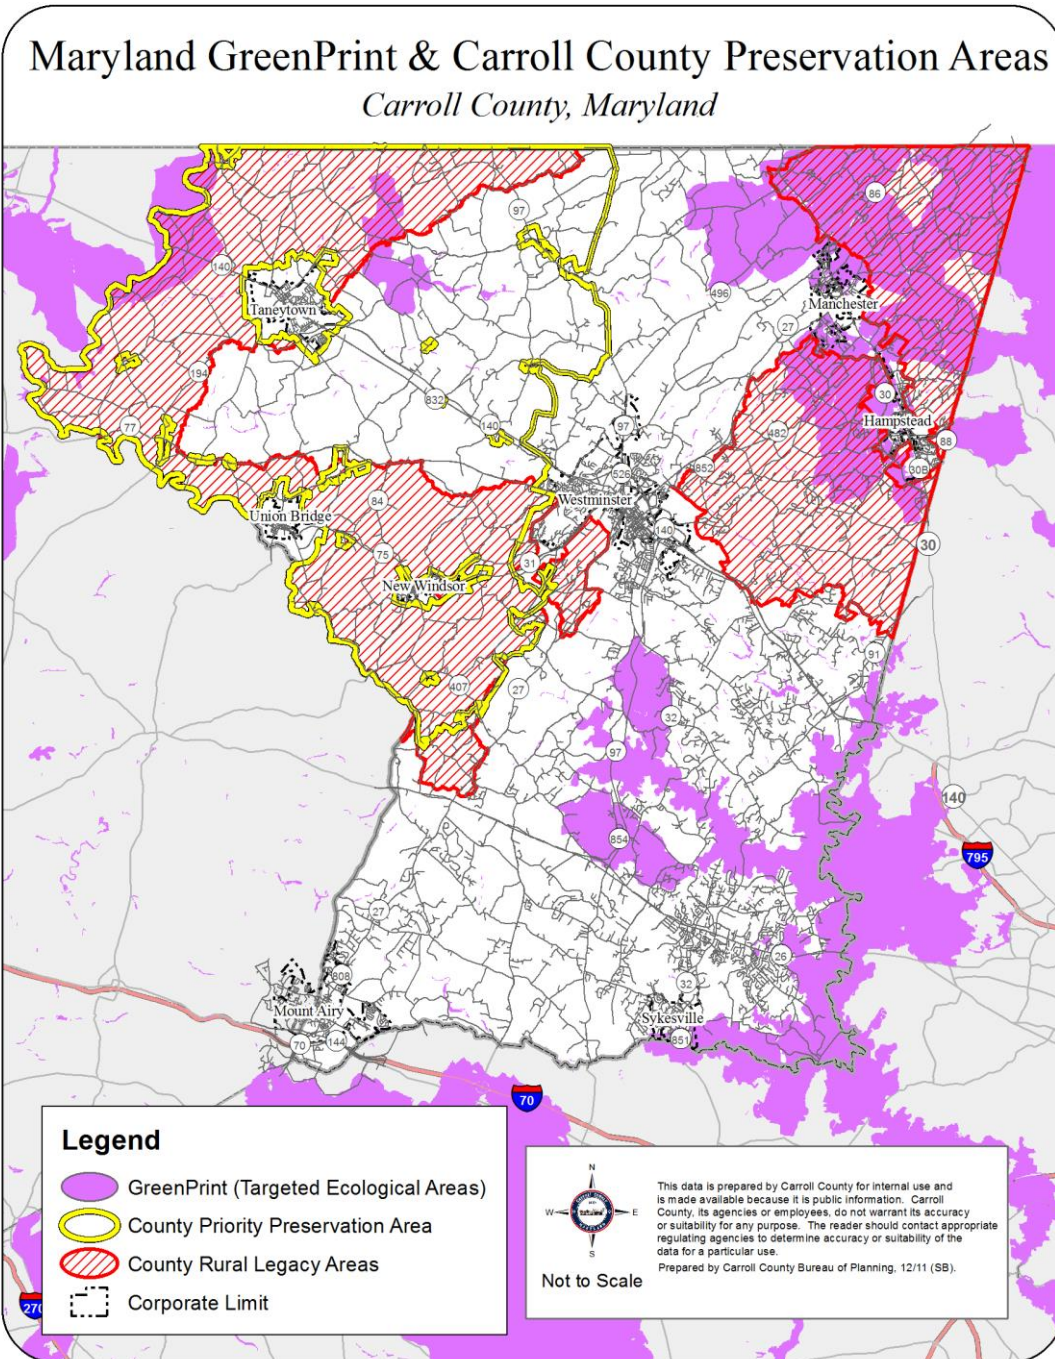 Maryland GreenPrint & Carroll County Preservation Areas
Carroll County, Maryland
86
97
140
496
Manchester
Taneytown
27
194
30
832
Hampstead
77
140
97
482
88
852
30B
526
84
Westminster
Union Bridge
140
30
75
31
New Windsor
91
407
27
32
97
140
854
795
27
26
808
32
Mount Airy
Sykesville
70
144
851
70
Legend
GreenPrint (Targeted Ecological Areas)
County Priority Preservation Area
County Rural Legacy Areas
Corporate Limit
270
N
W
E
S
Not to Scale
This data is prepared by Carroll County for internal use and
is made available because it is public information. Carroll
County, its agencies or employees, do not warrant its accuracy
or suitability for any purpose. The reader should contact appropriate
regulating agencies to determine accuracy or suitability of the
data for a particular use.
Prepared by Carroll County Bureau of Planning, 12/11 (SB).